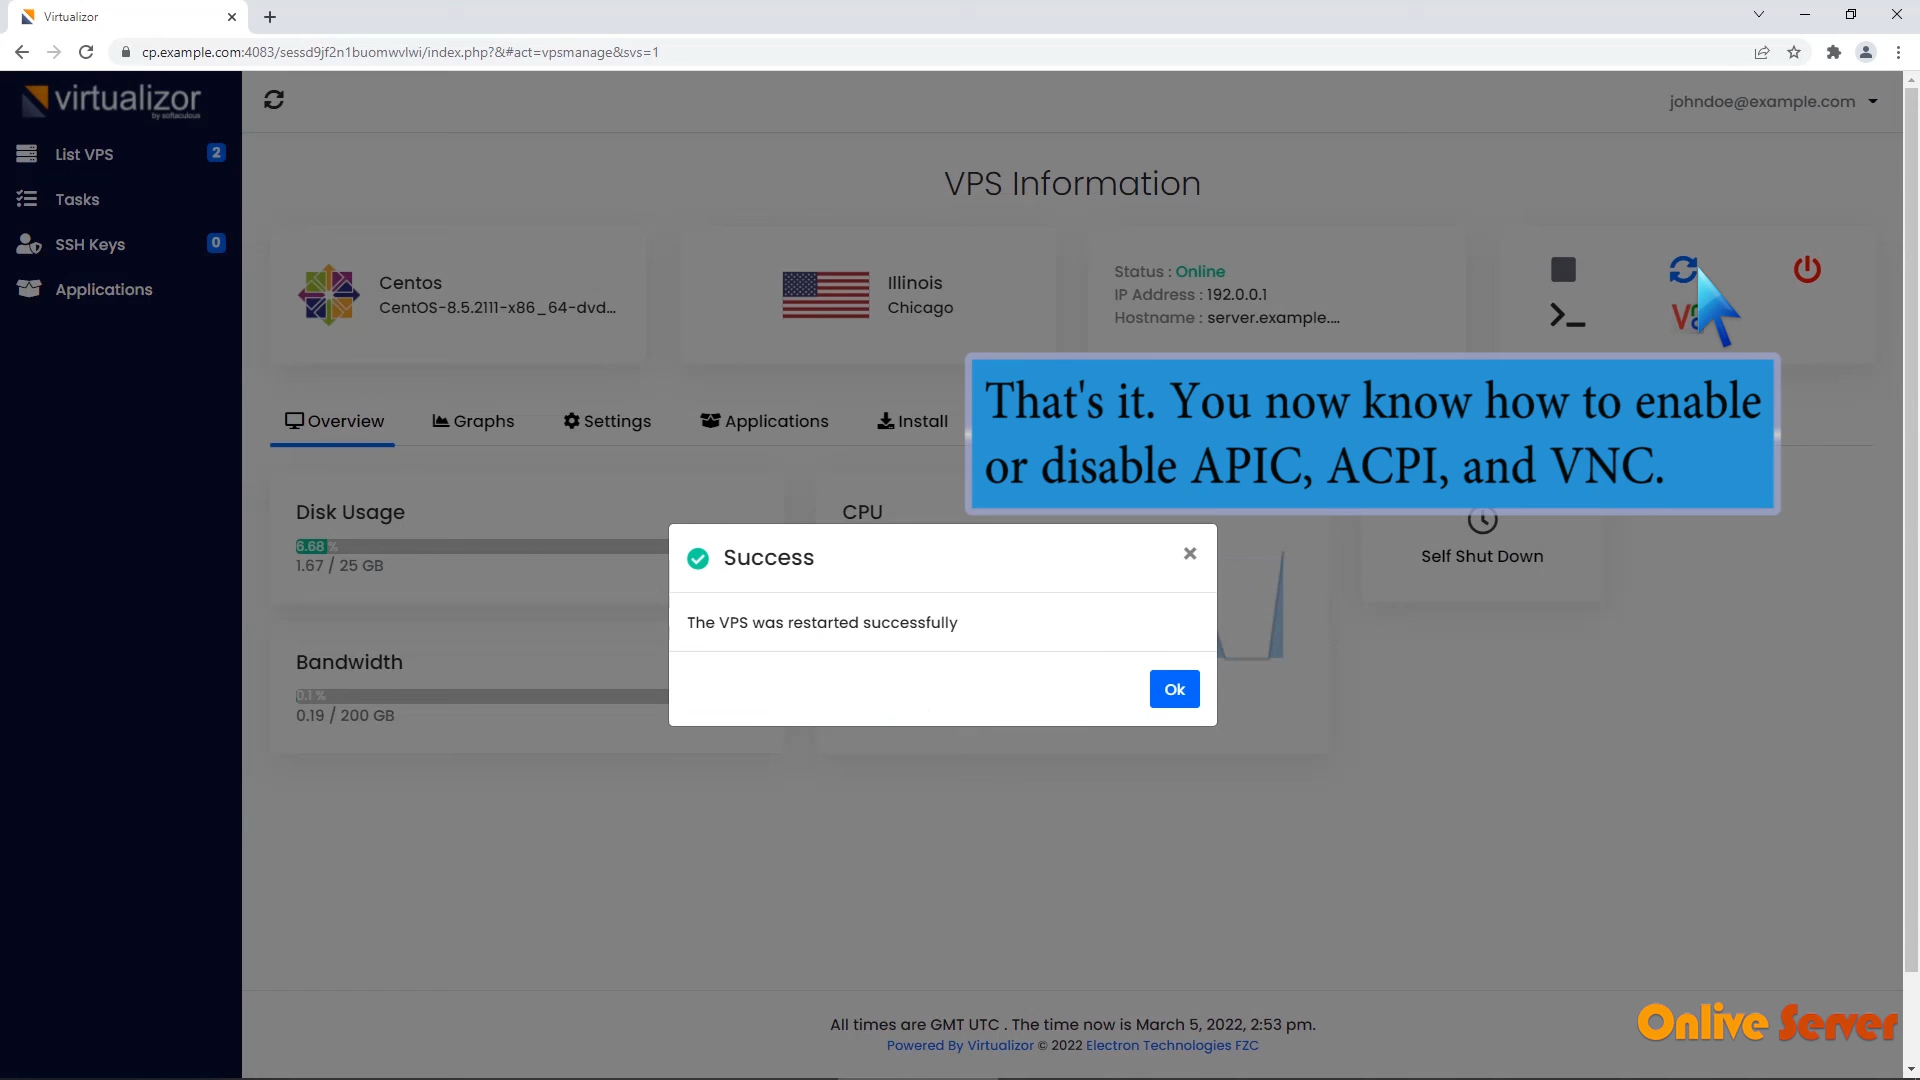 Virtualizor
cp.example.com:4083/sessd9jf2n1buomwvlwi/index.php?&#act=vpsmanage&svs=1
virtualizor
by softaculous
johndoe@example.com
List VPS 2
Tasks
SSH Keys 0
Applications
VPS Information
Centos
CentOS-8.5.2111-x86_64-dvd...
Illinois
Chicago
Status : Online
IP Address : 192.0.0.1
Hostname : server.example....
Overview Graphs Settings Applications Install
That's it. You now know how to enable
or disable APIC, ACPI, and VNC.
Disk Usage
6.68 %
1.67 / 25 GB
CPU
Self Shut Down
Success
The VPS was restarted successfully
Ok
Bandwidth
0.1 %
0.19 / 200 GB
All times are GMT UTC . The time now is March 5, 2022, 2:53 pm.
Powered By Virtualizor © 2022 Electron Technologies FZC
Onlive Server